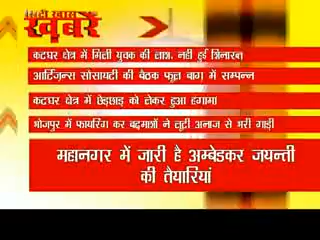 खबरें
कटघर क्षेत्र में मिली युवक की लाश, नहीं हुई शिनाख्त
आर्टिजन्स सोसायटी की बैठक फूल बाग में सम्पन्न
कटघर क्षेत्र में छेड़छाड़ को लेकर हुआ हंगामा
भोजपुर में फायरिंग कर बदमाशों ने लूटी अनाज से भरी गाड़ी
महानगर में जारी है अम्बेडकर जयन्ती
की तैयारियां